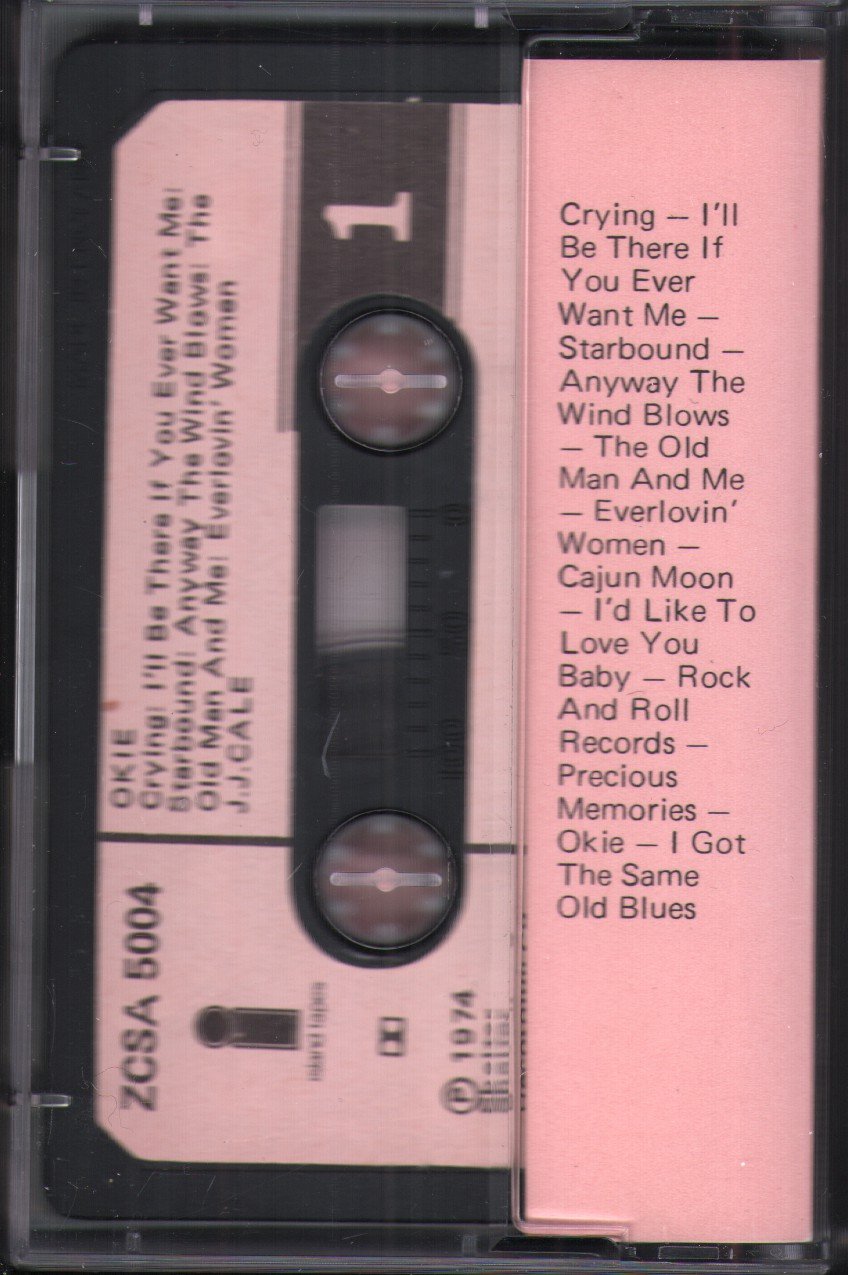 OKIE
Crying: I'll Be There If You Ever Want Me:
Starbound: Anyway The Wind Blows: The
Old Man And Me: Everlovin' Women
J.J.CALE
1
ZCSA 5004
island tapes
Ⓟ 1974
Shelter
Crying — I'll
Be There If
You Ever
Want Me —
Starbound —
Anyway The
Wind Blows
— The Old
Man And Me
— Everlovin'
Women —
Cajun Moon
— I'd Like To
Love You
Baby — Rock
And Roll
Records —
Precious
Memories —
Okie — I Got
The Same
Old Blues